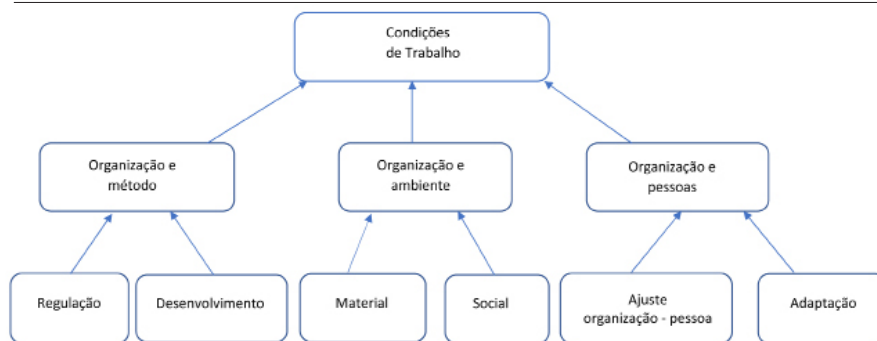 Condições
de Trabalho
Organização e
método
Organização e
ambiente
Organização e
pessoas
Regulação
Desenvolvimento
Material
Social
Ajuste
organização - pessoa
Adaptação